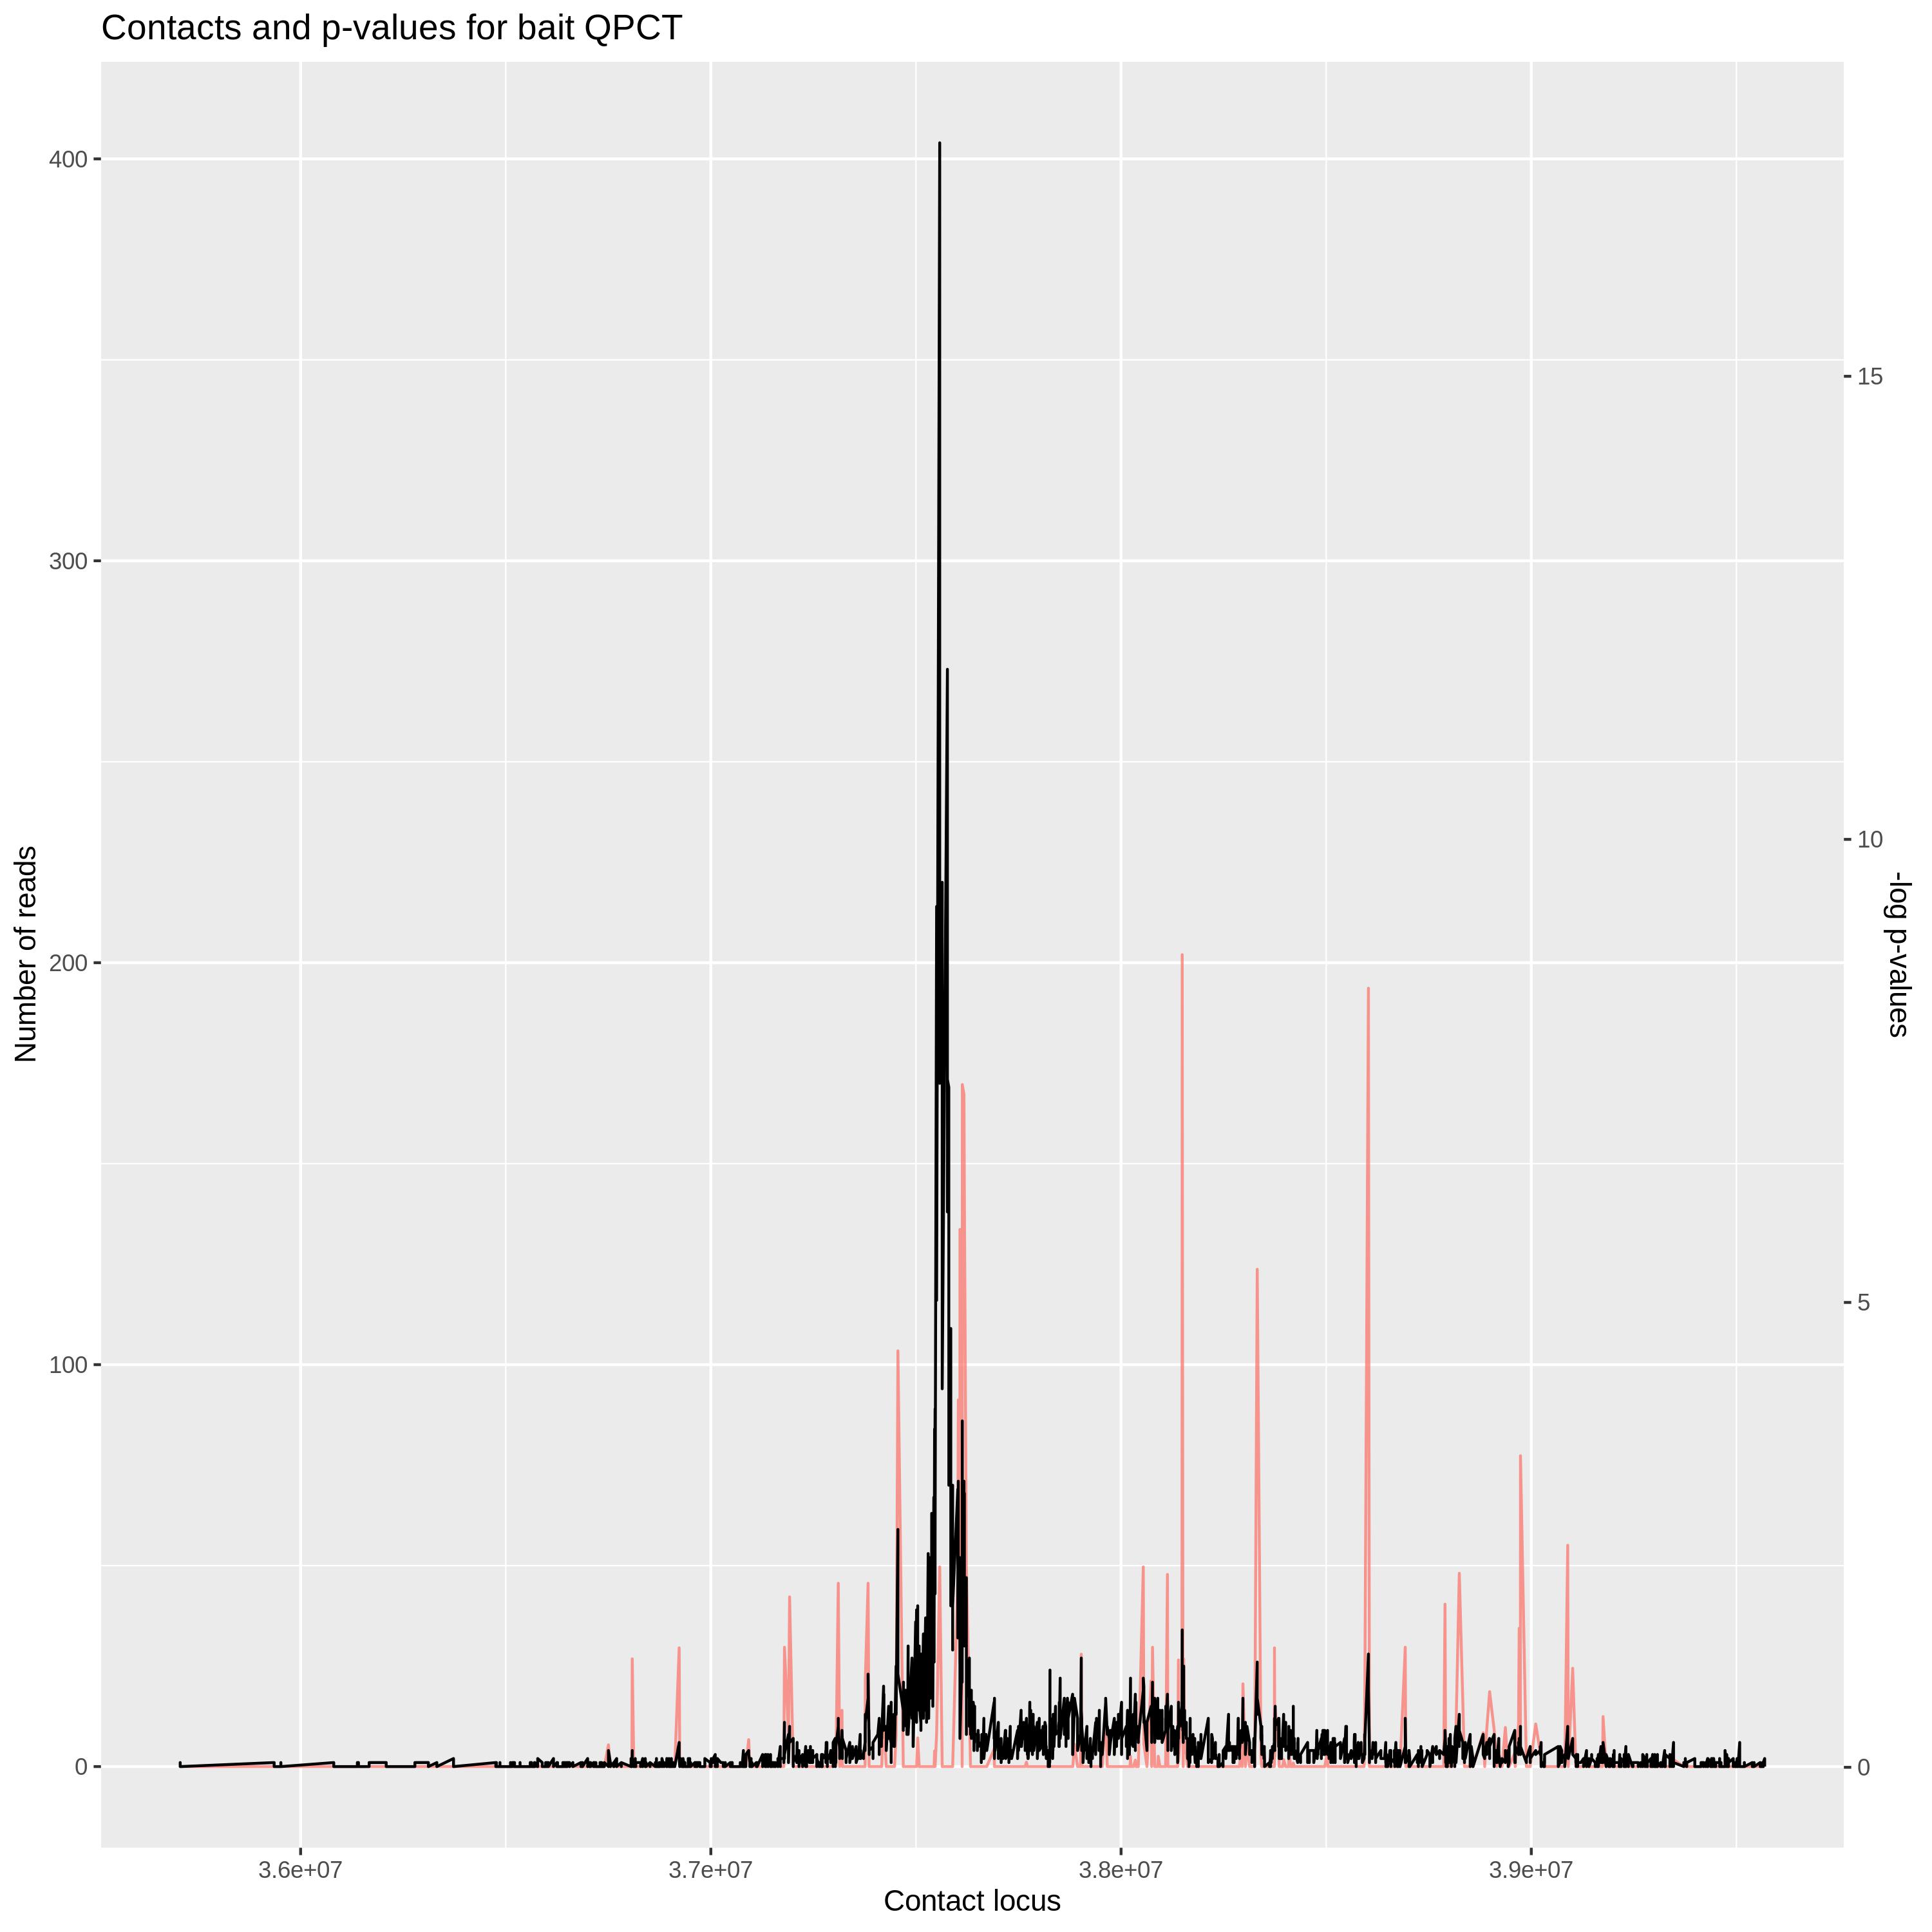 Contacts and p-values for bait QPCT
400
300
200
100
0
Number of reads
15
10
5
0
-log p-values
3.6e+07
3.7e+07
3.8e+07
3.9e+07
Contact locus